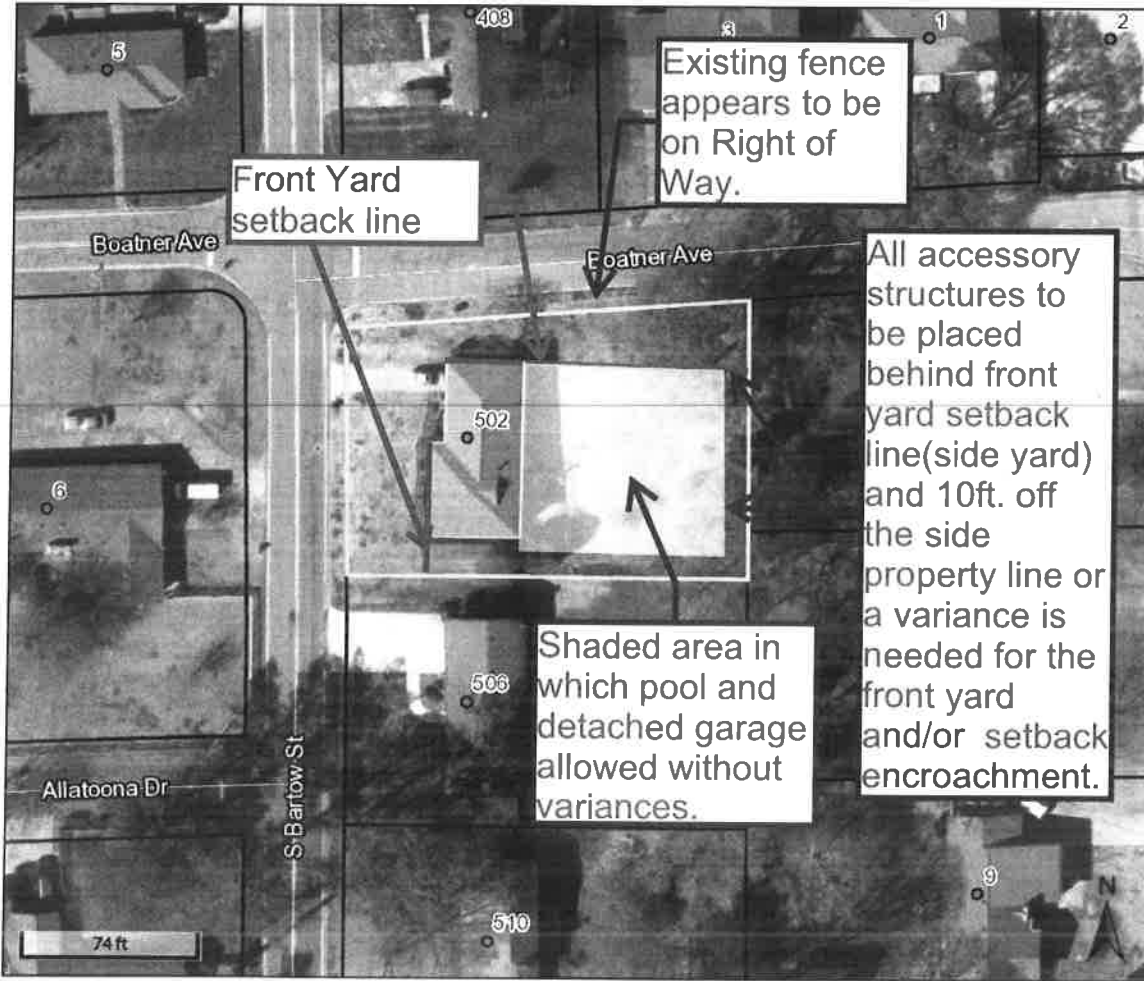 408
5
3
1
2
Existing fence
appears to be
on Right of
Way.
Front Yard
setback line
Boatner Ave
Boatner Ave
All accessory
structures to
be placed
behind front
yard setback
line(side yard)
and 10ft. off
the side
property line or
a variance is
needed for the
front yard
and/or setback
encroachment.
502
6
Shaded area in
which pool and
detached garage
allowed without
variances.
506
Allatoona Dr
S Bartow St
9
N
510
74 ft